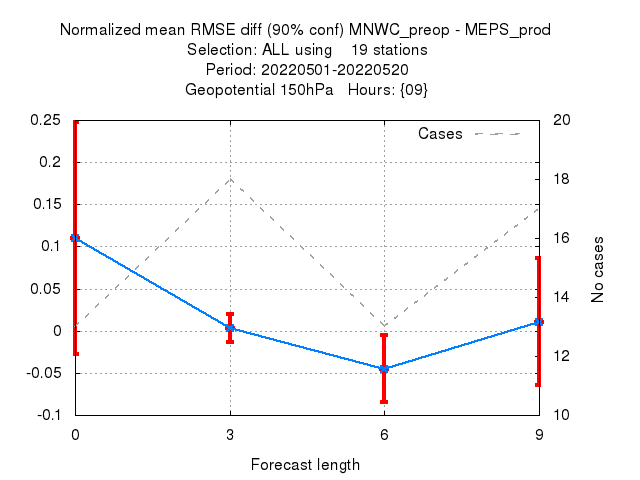 Normalized mean RMSE diff (90% conf) MNWC_preop - MEPS_prod
Selection: ALL using    19 stations
Period: 20220501-20220520
Geopotential 150hPa   Hours: {09}
Cases
0.25
0.2
0.15
0.1
0.05
0
-0.05
-0.1
20
18
16
14
12
10
No cases
0
3
6
9
Forecast length